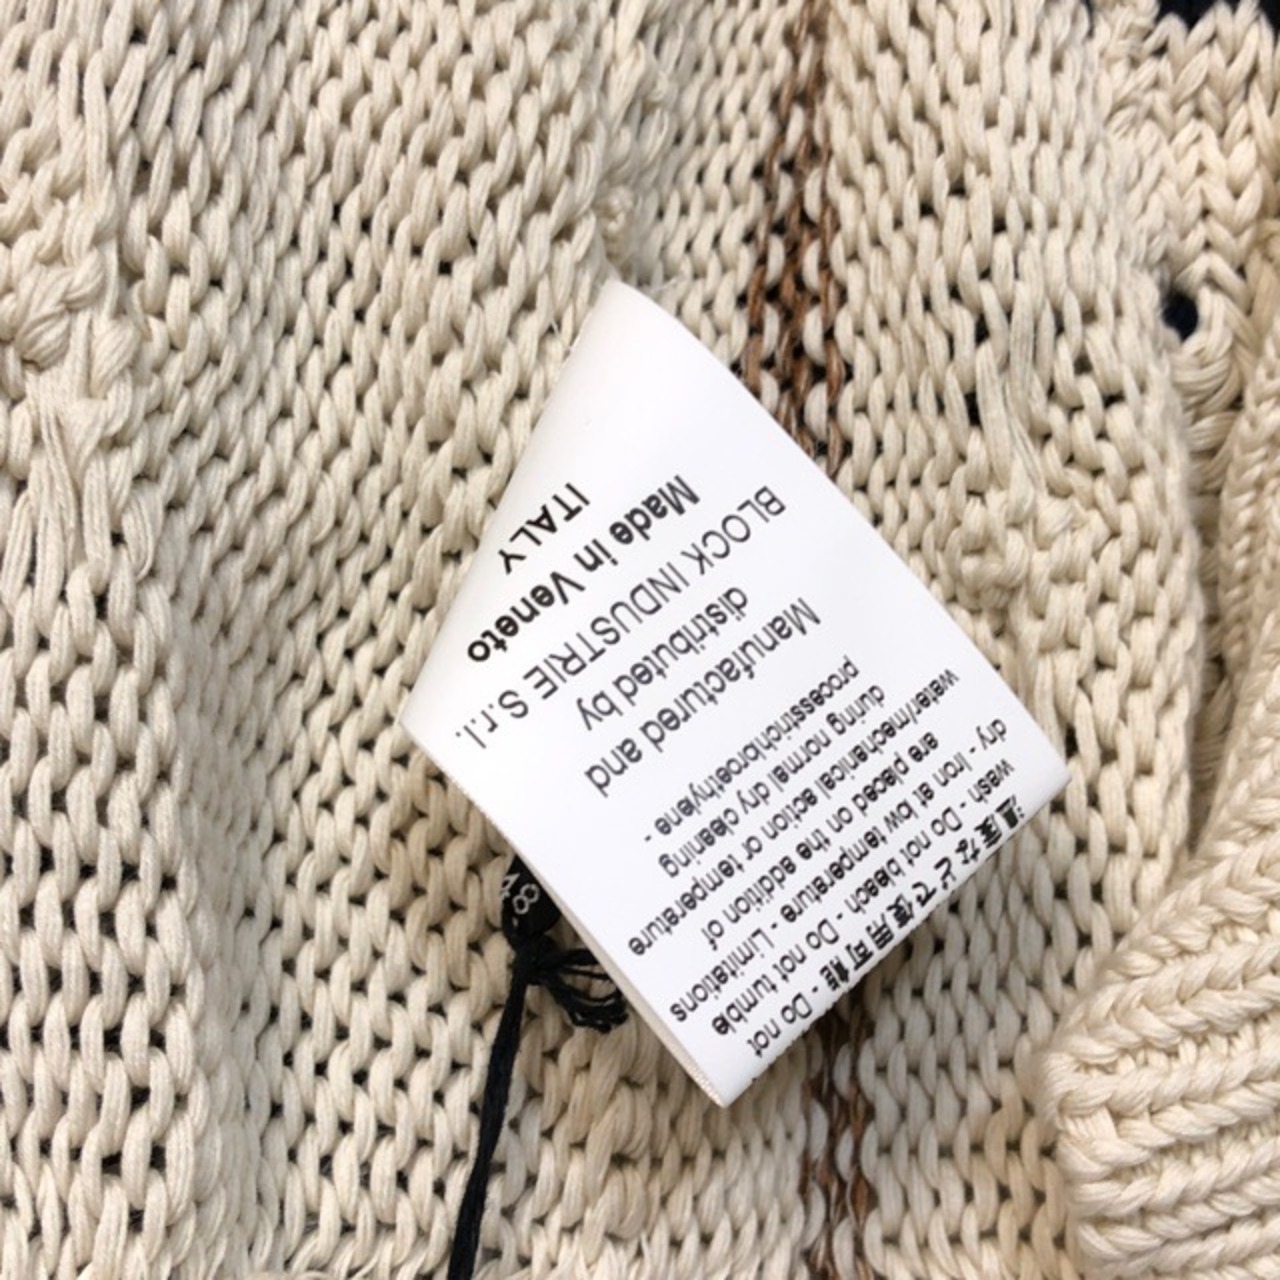 温度などで使用可能 - Do not
wash - Do not bleach - Do not tumble
dry - Iron at low temperature - Limitations
are placed on the addition of
water/mechanical action or temperature
during normal dry cleaning
processtrichloroethylene -
Manufactured and
distributed by
BLOCK INDUSTRIE S.r.l.
Made in Veneto
ITALY